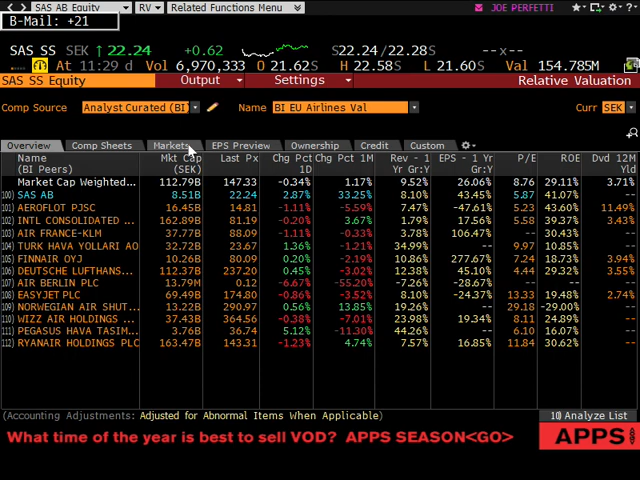 SAS AB Equity RV Related Functions Menu JOE PERFETTI
B-Mail: +21
SAS SS SEK ↑ 22.24 +0.62 S22.24 / 22.28S --x--
At 11:29 d Vol 6,970,333 O 21.62S H 22.58S L 21.60S Val 154.785M
SAS SS Equity Output Settings Relative Valuation
Comp Source Analyst Curated (BI) Name BI EU Airlines Val Curr SEK
Overview Comp Sheets Markets EPS Preview Ownership Credit Custom
Name Mkt Cap Last Px Chg Pct Chg Pct 1M Rev - 1 EPS - 1 Yr P/E ROE Dvd 12M
(BI Peers) (SEK) 1D Yr Gr:Y Gr:Y Yld
Market Cap Weighted... 112.79B 147.33 -0.34% 1.17% 9.52% 26.06% 8.76 29.11% 3.71%
100) SAS AB 8.51B 22.24 2.87% 33.25% 8.10% 43.45% 5.87 41.07% --
101) AEROFLOT PJSC 16.45B 14.81 -1.11% -5.59% 7.47% -47.61% 5.23 43.60% 11.49%
102) INTL CONSOLIDATED ... 162.89B 81.19 -0.20% 3.67% 1.79% 17.56% 5.58 39.37% 3.43%
103) AIR FRANCE-KLM 37.77B 88.09 -1.11% -0.33% 3.78% 106.47% -- 30.43% --
104) TURK HAVA YOLLARI AO 32.72B 23.67 1.36% -1.21% 34.99% -- 9.97 10.85% --
105) FINNAIR OYJ 10.26B 80.09 0.20% -2.19% 10.86% 277.67% 7.24 18.73% 3.94%
106) DEUTSCHE LUFTHANS... 112.37B 237.20 0.45% -3.02% 12.38% 45.10% 4.44 29.32% 3.55%
107) AIR BERLIN PLC 13.79M 0.12 -6.67% -55.20% -7.26% -28.67% -- -- --
108) EASYJET PLC 69.49B 174.80 -0.86% -3.52% 8.10% -24.37% 13.33 19.48% 2.74%
109) NORWEGIAN AIR SHUT... 13.22B 290.97 0.56% 13.85% 19.26% -- 29.18 -29.00% --
110) WIZZ AIR HOLDINGS ... 37.43B 364.56 -0.38% -7.01% 23.98% 19.34% 8.11 24.89% --
111) PEGASUS HAVA TASIM... 3.76B 36.74 5.12% -11.30% 44.26% -- 6.10 16.07% --
112) RYANAIR HOLDINGS PLC 163.47B 143.31 -1.23% 4.74% 7.57% 16.85% 11.84 30.62% --
(Accounting Adjustments: Adjusted for Abnormal Items When Applicable) 10) Analyze List
What time of the year is best to sell VOD? APPS SEASON<GO> APPS